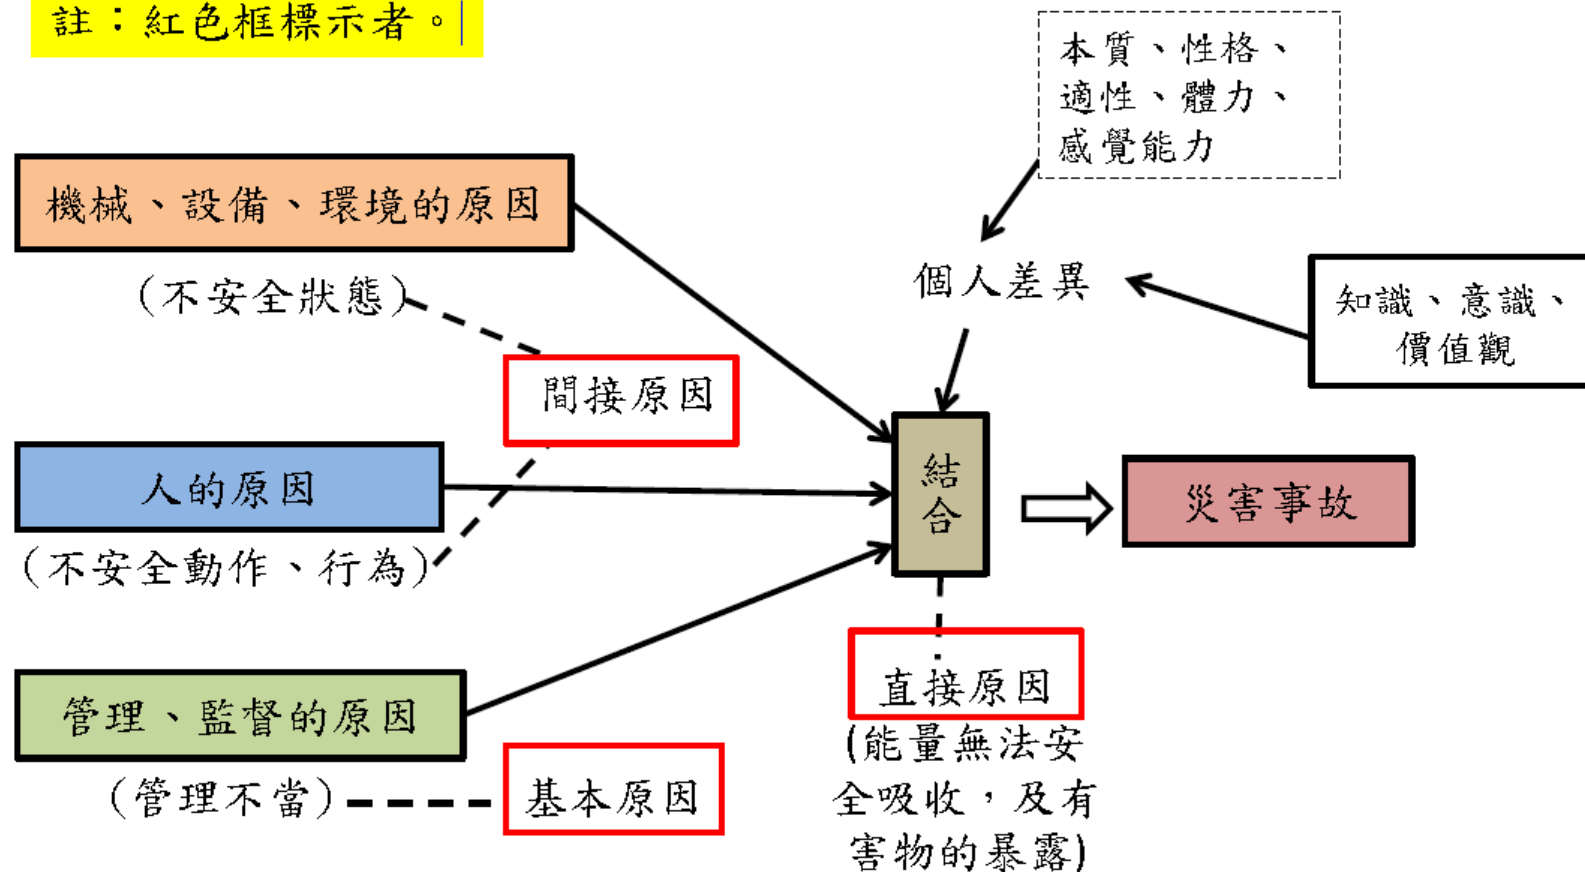 註：紅色框標示者。
本質、性格、
適性、體力、
感覺能力
機械、設備、環境的原因
(不安全狀態)
個人差異
知識、意識、
價值觀
間接原因
人的原因
(不安全動作、行為)
結
合
災害事故
管理、監督的原因
(管理不當)
基本原因
直接原因
(能量無法安
全吸收，及有
害物的暴露)